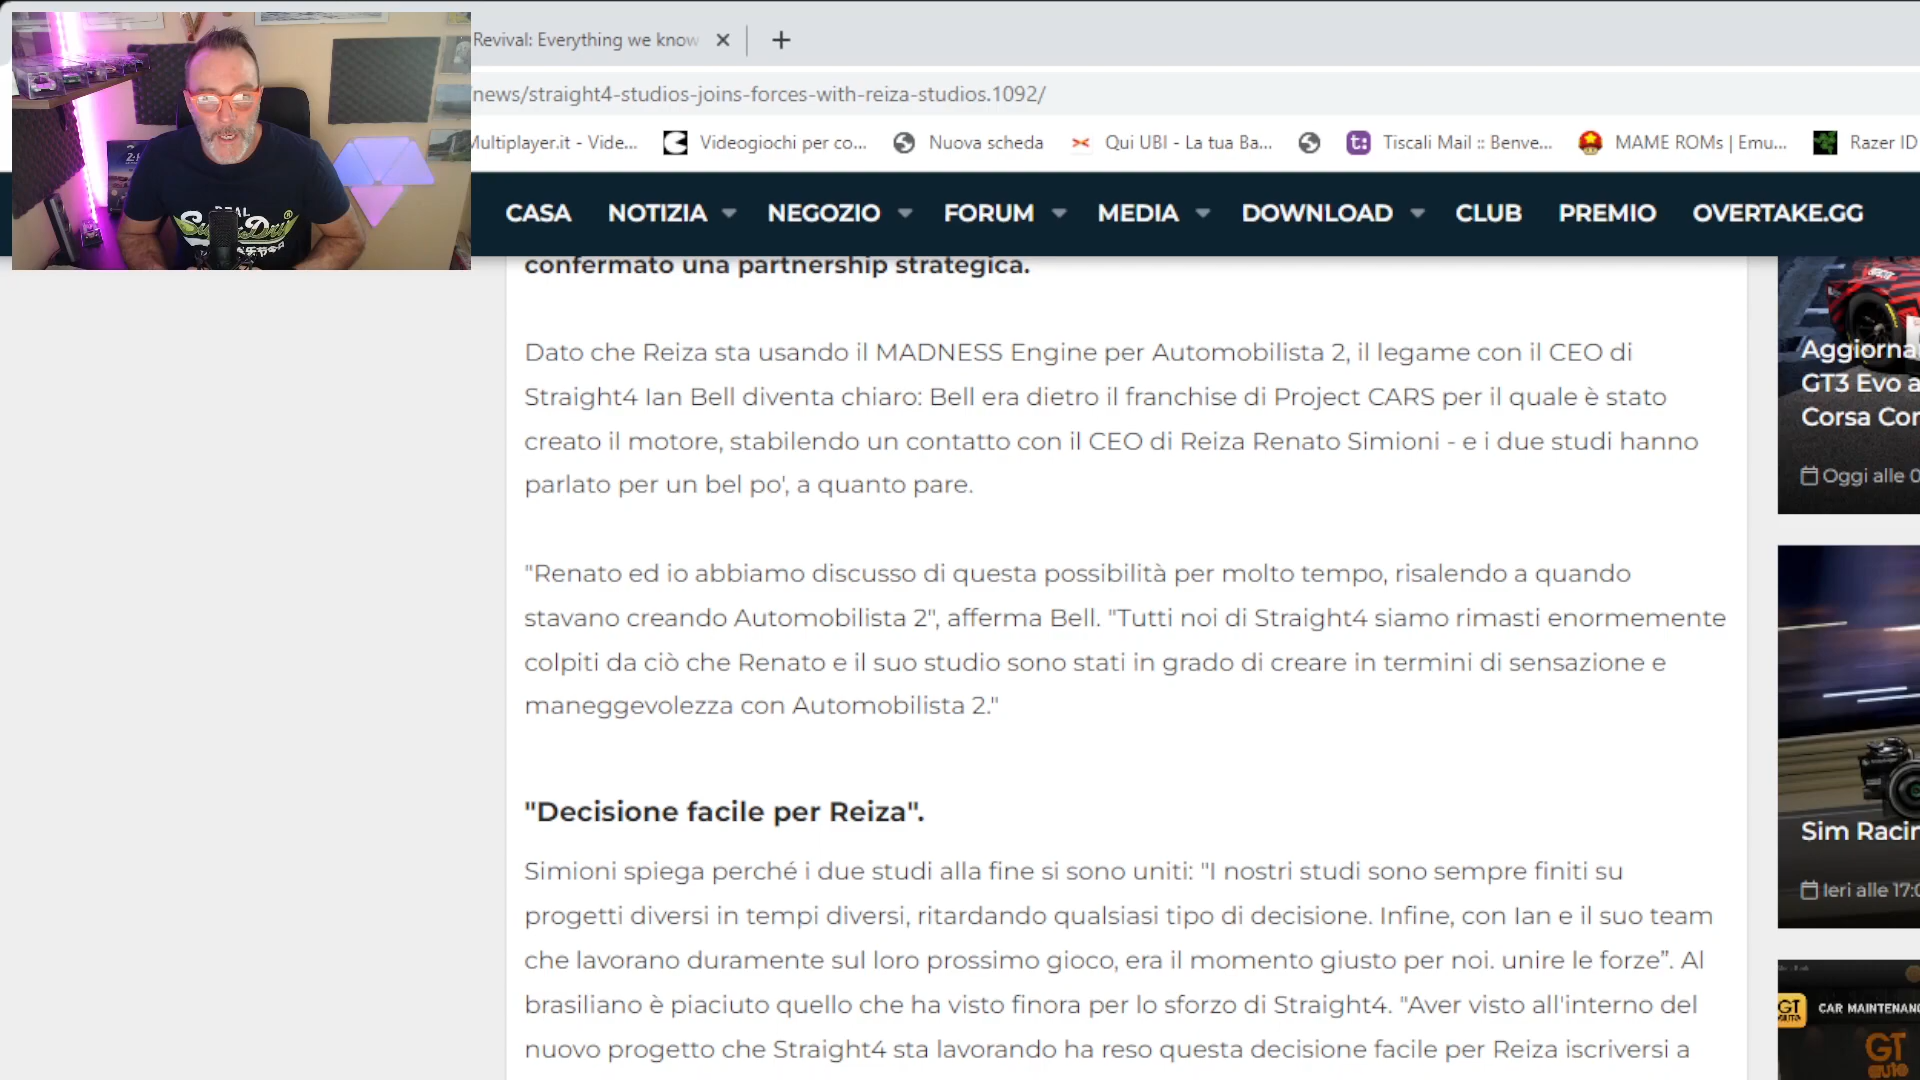 Revival: Everything we know
news/straight4-studios-joins-forces-with-reiza-studios.1092/
Multiplayer.it - Vide...
Videogiochi per co...
Nuova scheda
Qui UBI - La tua Ba...
t:
Tiscali Mail :: Benve...
MAME ROMs | Emu...
Razer ID
CASA
NOTIZIA
NEGOZIO
FORUM
MEDIA
DOWNLOAD
CLUB
PREMIO
OVERTAKE.GG
confermato una partnership strategica.
Dato che Reiza sta usando il MADNESS Engine per Automobilista 2, il legame con il CEO di
Straight4 Ian Bell diventa chiaro: Bell era dietro il franchise di Project CARS per il quale è stato
creato il motore, stabilendo un contatto con il CEO di Reiza Renato Simioni - e i due studi hanno
parlato per un bel po', a quanto pare.
"Renato ed io abbiamo discusso di questa possibilità per molto tempo, risalendo a quando
stavano creando Automobilista 2", afferma Bell. "Tutti noi di Straight4 siamo rimasti enormemente
colpiti da ciò che Renato e il suo studio sono stati in grado di creare in termini di sensazione e
maneggevolezza con Automobilista 2."
"Decisione facile per Reiza".
Simioni spiega perché i due studi alla fine si sono uniti: "I nostri studi sono sempre finiti su
progetti diversi in tempi diversi, ritardando qualsiasi tipo di decisione. Infine, con Ian e il suo team
che lavorano duramente sul loro prossimo gioco, era il momento giusto per noi. unire le forze”. Al
brasiliano è piaciuto quello che ha visto finora per lo sforzo di Straight4. "Aver visto all'interno del
nuovo progetto che Straight4 sta lavorando ha reso questa decisione facile per Reiza iscriversi a
Aggiorna
GT3 Evo a
Corsa Cor
Oggi alle 0
Sim Racin
Ieri alle 17:0
GT
CAR MAINTENANC
GT
auto
REAL